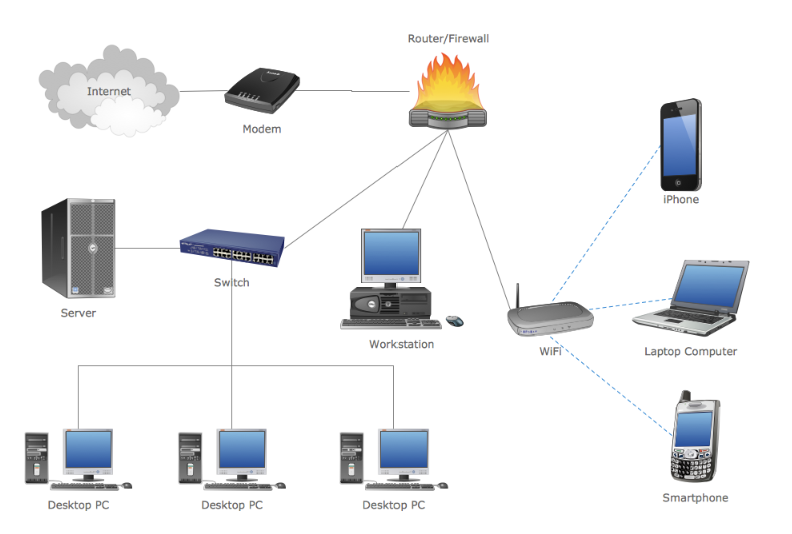 Router/Firewall
Internet
Modem
iPhone
Switch
Server
Workstation
WiFi
Laptop Computer
Desktop PC
Desktop PC
Desktop PC
Smartphone